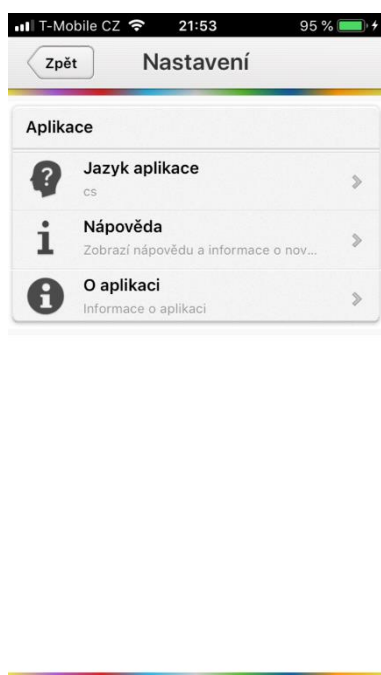 T-Mobile CZ 21:53 95 %
Zpět Nastavení
Aplikace
Jazyk aplikace
cs
Nápověda
Zobrazí nápovědu a informace o nov...
O aplikaci
Informace o aplikaci